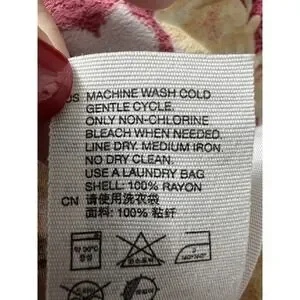 US MACHINE WASH COLD
GENTLE CYCLE.
ONLY NON-CHLORINE
BLEACH WHEN NEEDED.
LINE DRY. MEDIUM IRON.
NO DRY CLEAN.
USE A LAUNDRY BAG
SHELL: 100% RAYON
CN 请使用洗衣袋
面料: 100% 粘纤